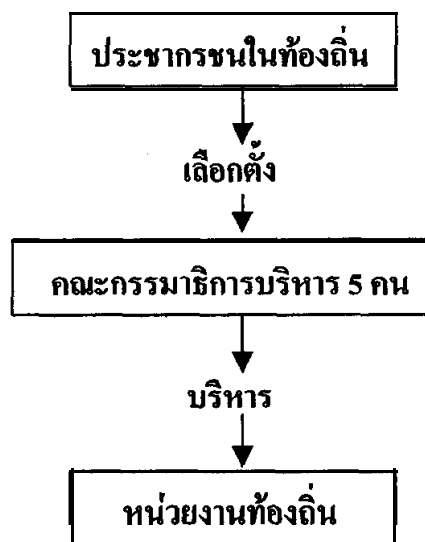 ประชากรชนในท้องถิ่น
เลือกตั้ง
คณะกรรมาธิการบริหาร 5 คน
บริหาร
หน่วยงานท้องถิ่น